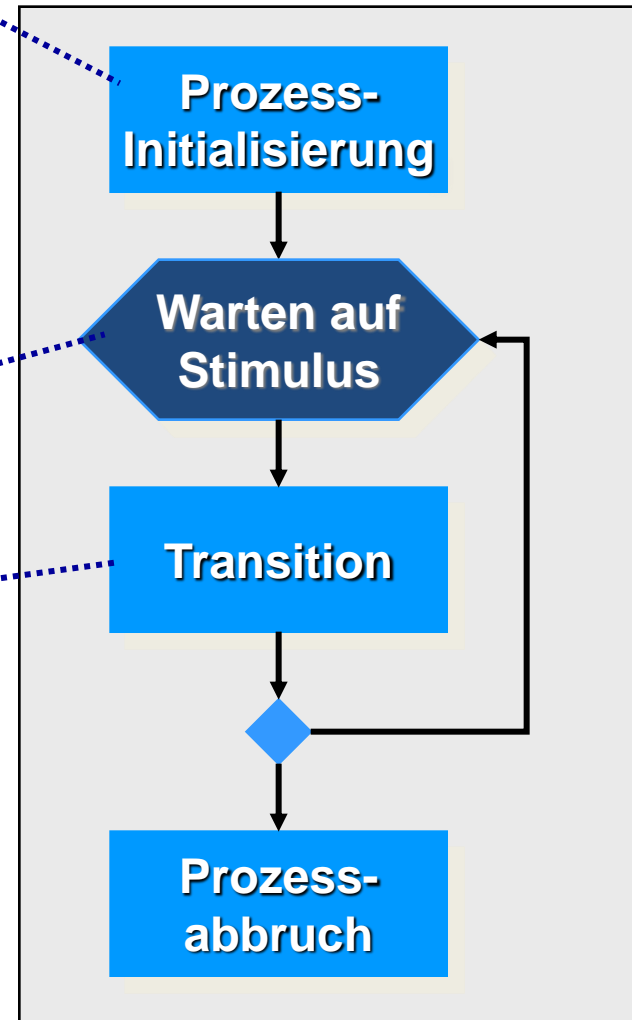 Prozess-
Initialisierung
Warten auf
Stimulus
Transition
Prozess-
abbruch